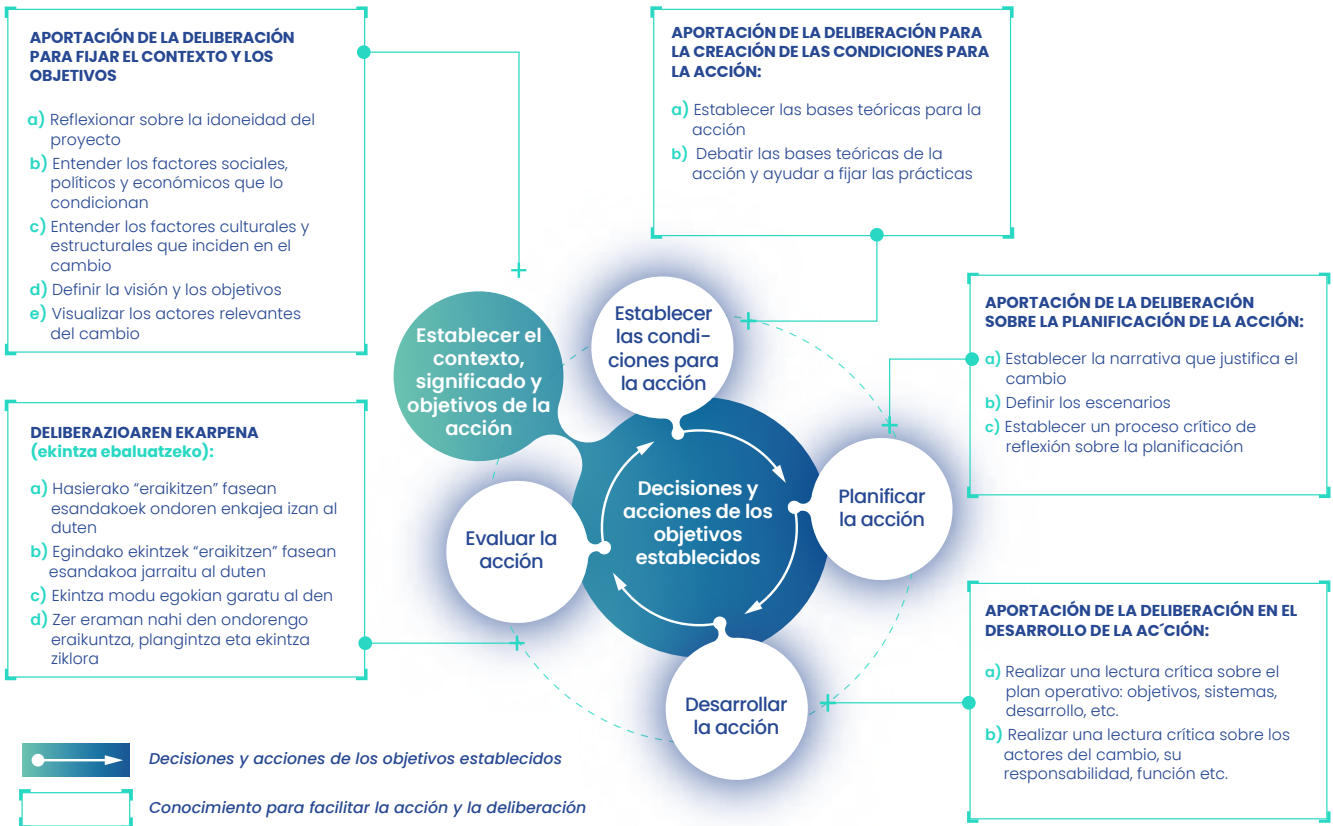 APORTACIÓN DE LA DELIBERACIÓN
PARA FIJAR EL CONTEXTO Y LOS
OBJETIVOS
a) Reflexionar sobre la idoneidad del
proyecto
b) Entender los factores sociales,
políticos y económicos que lo
condicionan
c) Entender los factores culturales y
estructurales que inciden en el
cambio
d) Definir la visión y los objetivos
e) Visualizar los actores relevantes
del cambio
APORTACIÓN DE LA DELIBERACIÓN PARA
LA CREACIÓN DE LAS CONDICIONES PARA
LA ACCIÓN:
a) Establecer las bases teóricas para la
acción
b) Debatir las bases teóricas de la
acción y ayudar a fijar las prácticas
APORTACIÓN DE LA DELIBERACIÓN
SOBRE LA PLANIFICACIÓN DE LA ACCIÓN:
a) Establecer la narrativa que justifica el
cambio
b) Definir los escenarios
c) Establecer un proceso crítico de
reflexión sobre la planificación
Establecer el
contexto,
significado y
objetivos de la
acción
Establecer
las condi-
ciones para
la acción
Decisiones y
acciones de los
objetivos
establecidos
Planificar
la acción
Evaluar la
acción
Desarrollar
la acción
DELIBERAZIOAREN EKARPENA
(ekintza ebaluatzeko):
a) Hasierako “eraikitzen” fasean
esandakoek ondoren enkajea izan al
duten
b) Egindako ekintzek “eraikitzen” fasean
esandakoa jarraitu al duten
c) Ekintza modu egokian garatu al den
d) Zer eraman nahi den ondorengo
eraikuntza, plangintza eta ekintza
ziklora
APORTACIÓN DE LA DELIBERACIÓN EN EL
DESARROLLO DE LA AC´CIÓN:
a) Realizar una lectura crítica sobre el
plan operativo: objetivos, sistemas,
desarrollo, etc.
b) Realizar una lectura crítica sobre los
actores del cambio, su
responsabilidad, función etc.
Decisiones y acciones de los objetivos establecidos
Conocimiento para facilitar la acción y la deliberación